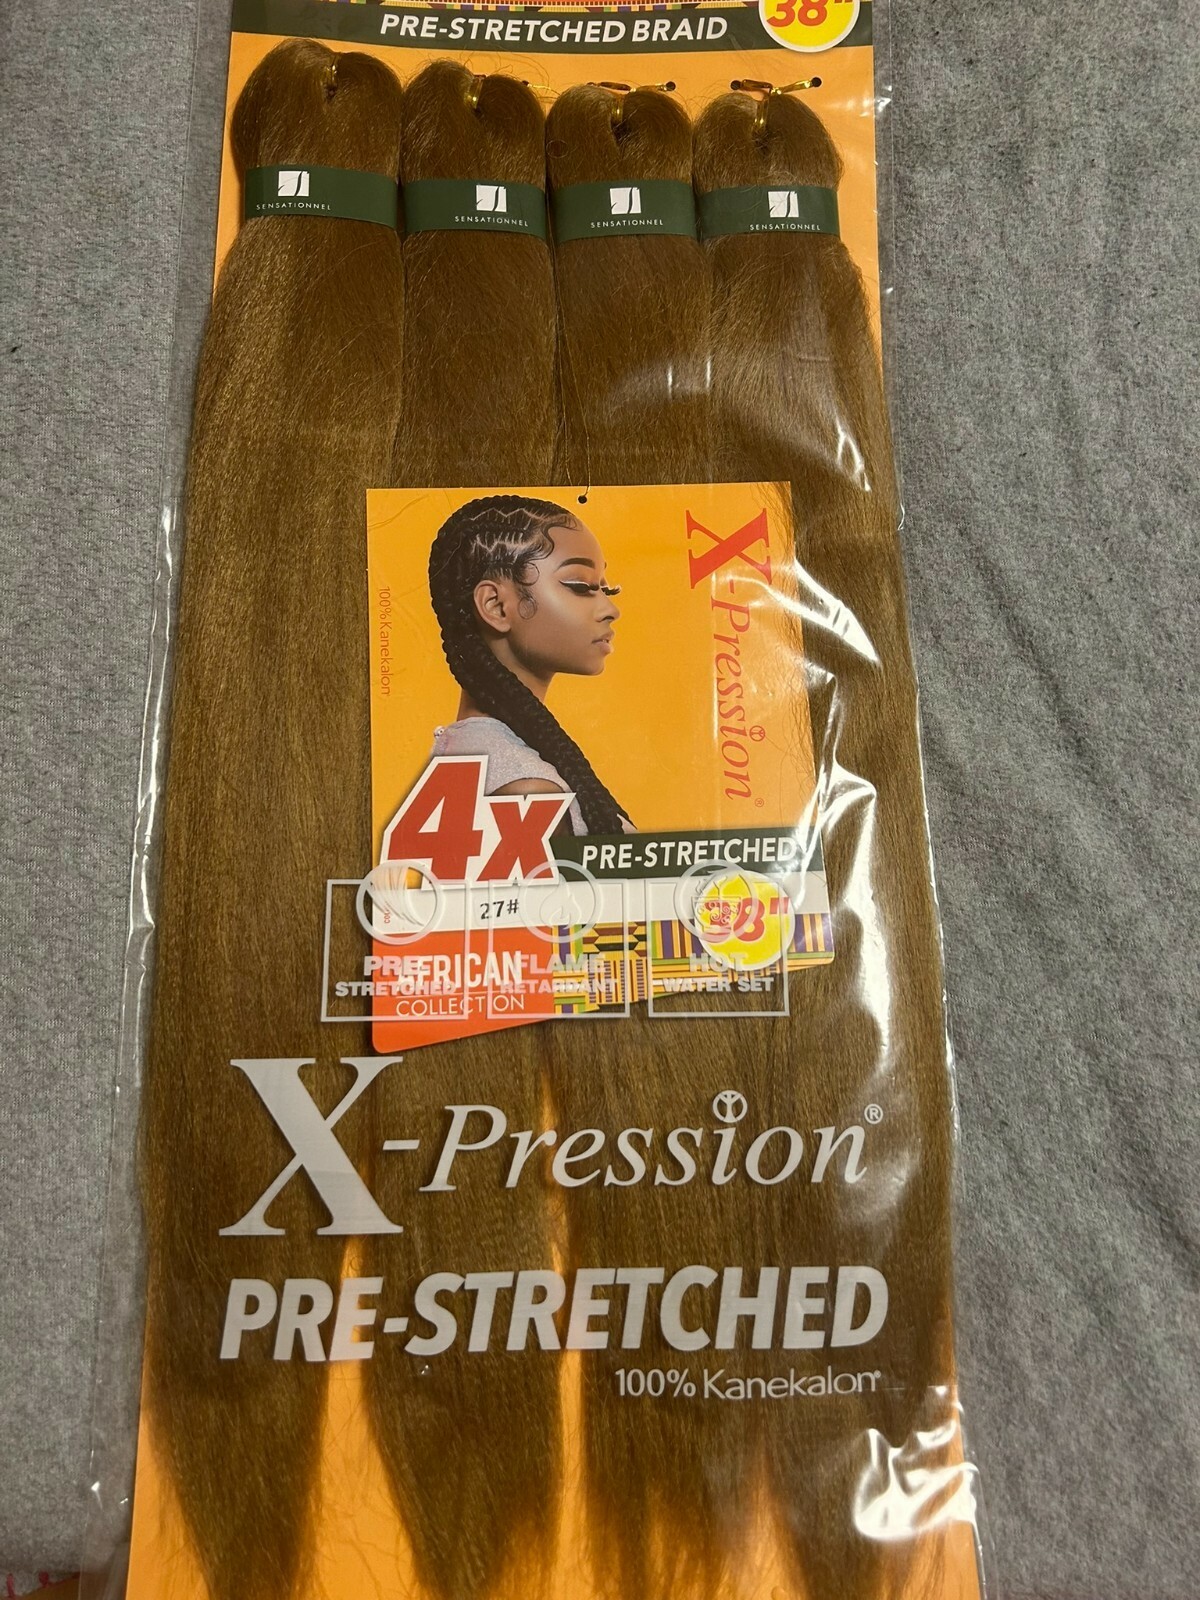 PRE-STRETCHED BRAID
38"
SENSATIONNEL
SENSATIONNEL
SENSATIONNEL
SENSATIONNEL
100% Kanekalon
X-Pression®
4x
PRE-STRETCHED
27#
38"
AFRICAN
COLLECTION
PRE
STRETCHED
FLAME
RETARDANT
HOT
WATER SET
X-Pression®
PRE-STRETCHED
100% Kanekalon®